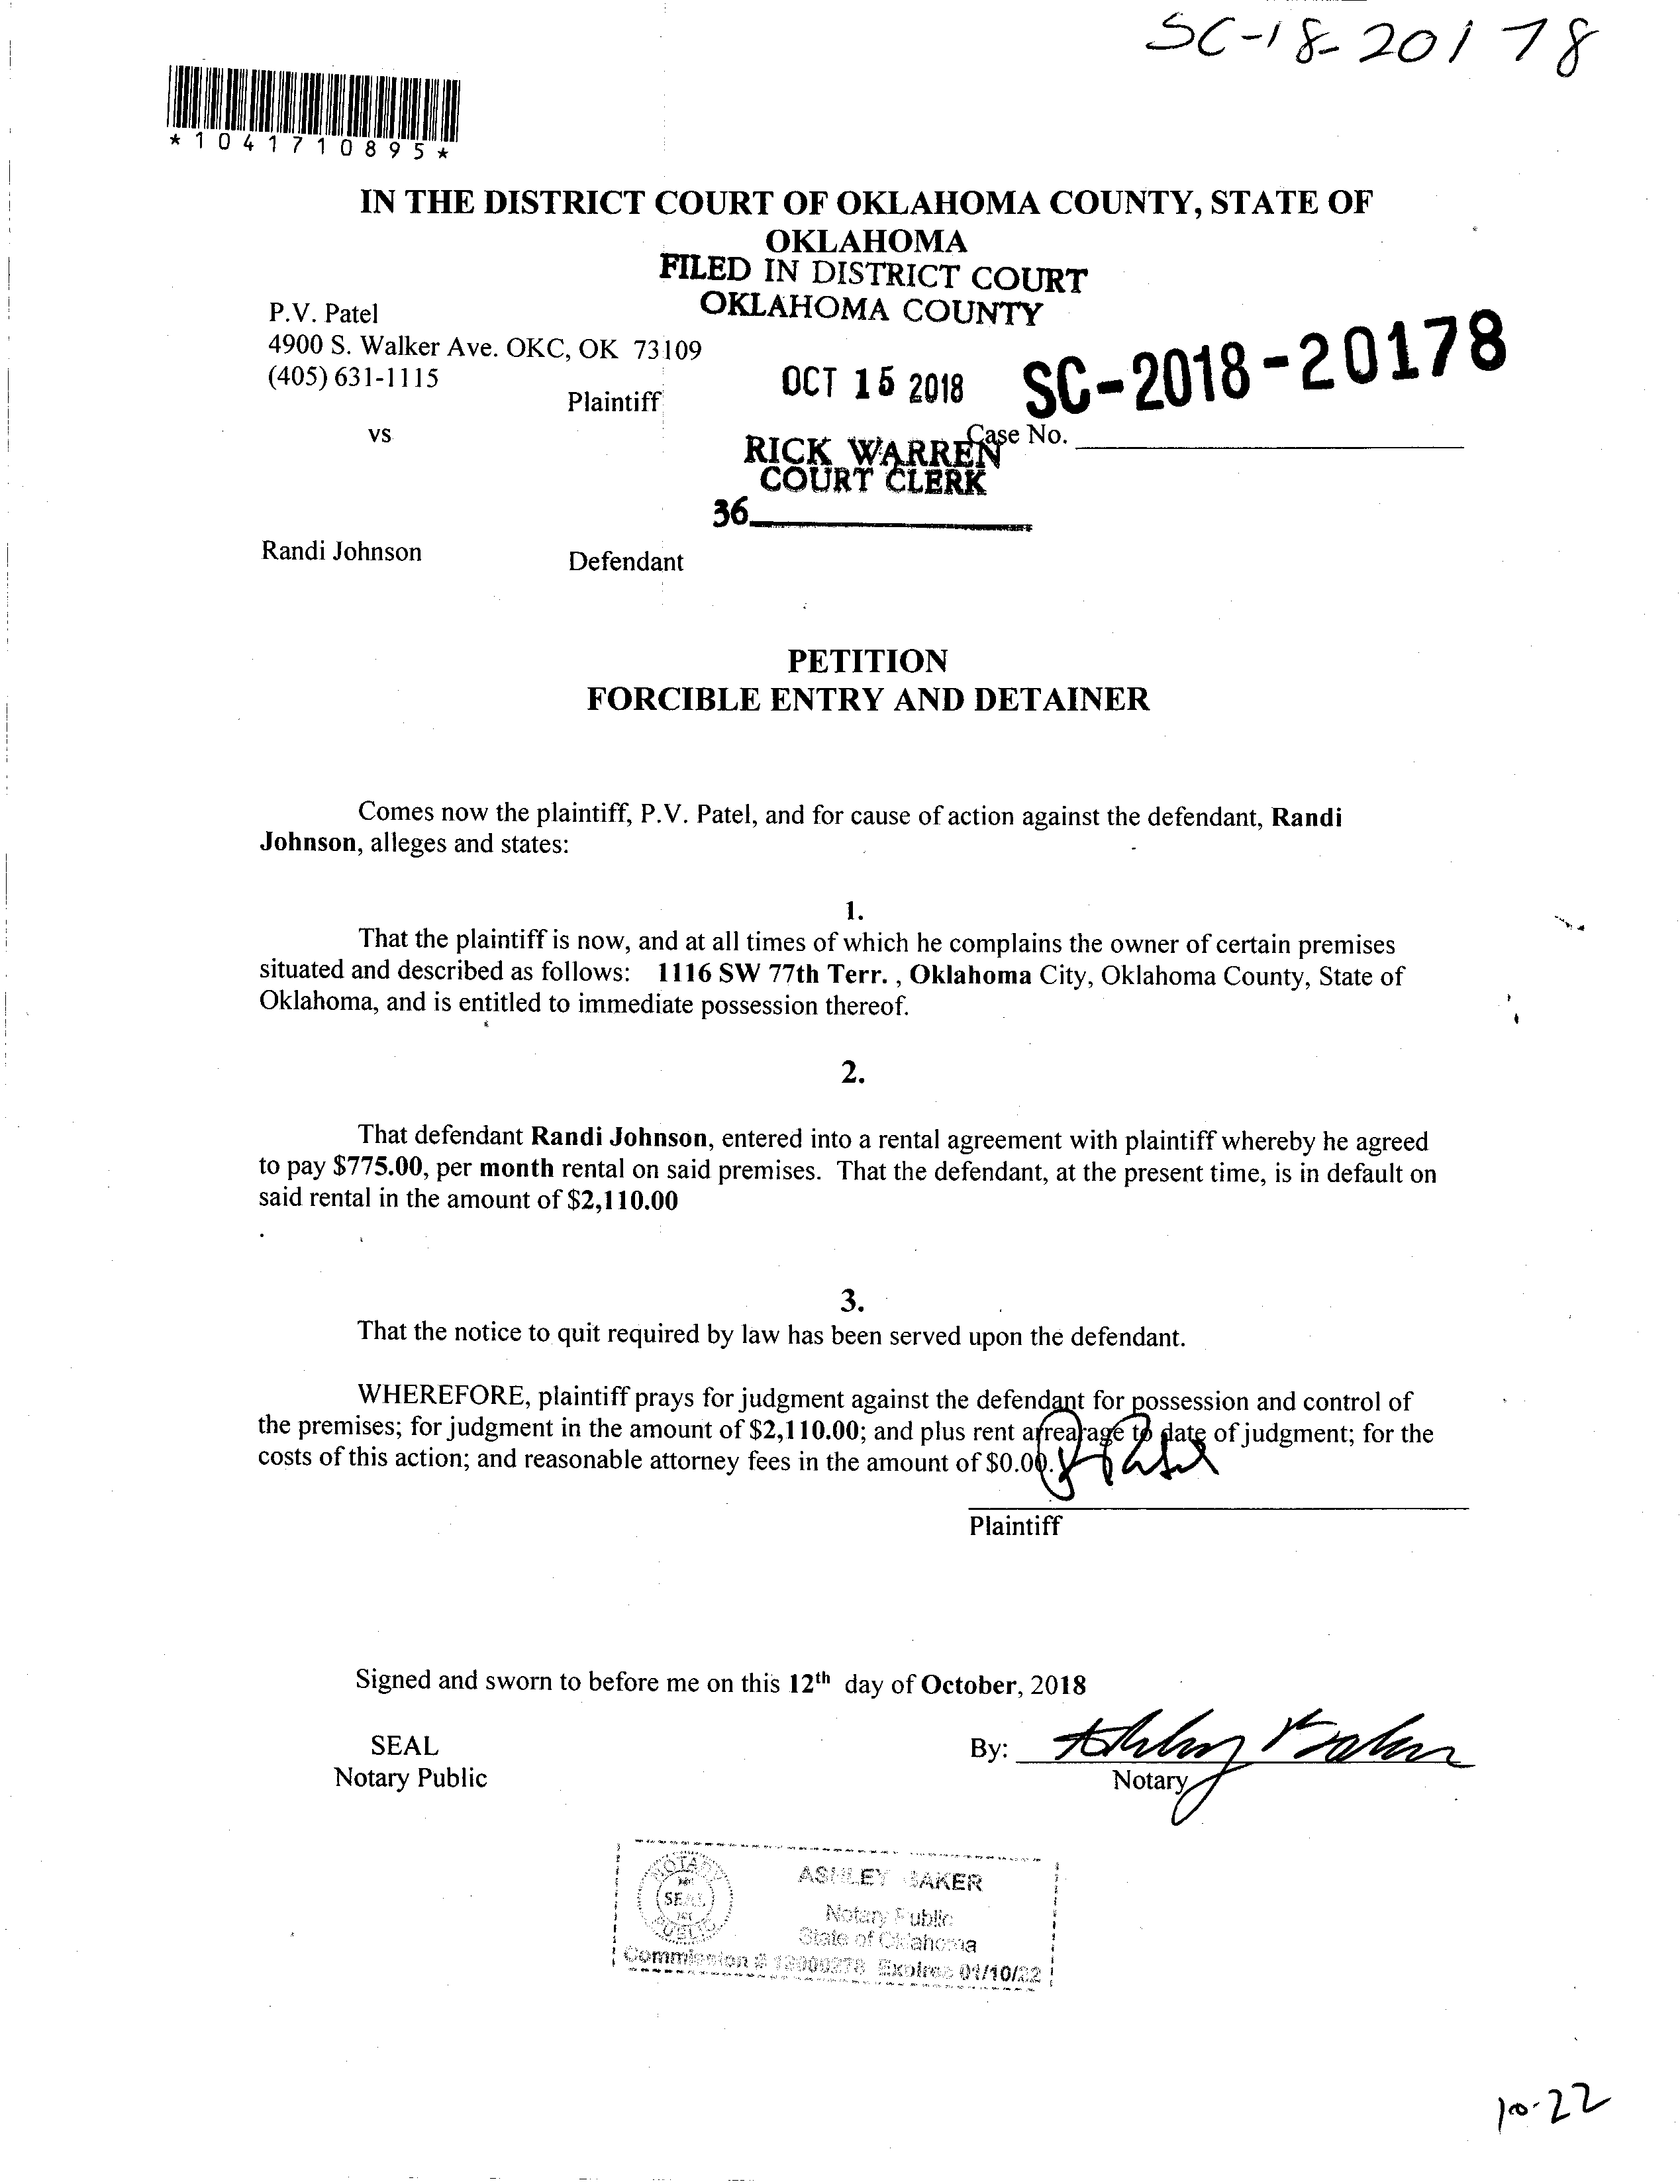 SC-18-20178
*1041710895*
IN THE DISTRICT COURT OF OKLAHOMA COUNTY, STATE OF
OKLAHOMA
FILED IN DISTRICT COURT
OKLAHOMA COUNTY
P.V. Patel
4900 S. Walker Ave. OKC, OK 73109
(405) 631-1115
Plaintiff
OCT 15 2018
SC-2018-20178
vs
Case No.
RICK WARREN
COURT CLERK
36
Randi Johnson
Defendant
PETITION
FORCIBLE ENTRY AND DETAINER
Comes now the plaintiff, P.V. Patel, and for cause of action against the defendant, Randi
Johnson, alleges and states:
1.
That the plaintiff is now, and at all times of which he complains the owner of certain premises
situated and described as follows: 1116 SW 77th Terr. , Oklahoma City, Oklahoma County, State of
Oklahoma, and is entitled to immediate possession thereof.
2.
That defendant Randi Johnson, entered into a rental agreement with plaintiff whereby he agreed
to pay $775.00, per month rental on said premises. That the defendant, at the present time, is in default on
said rental in the amount of $2,110.00
.
3.
That the notice to quit required by law has been served upon the defendant.
WHEREFORE, plaintiff prays for judgment against the defendant for possession and control of
the premises; for judgment in the amount of $2,110.00; and plus rent arrearage to date of judgment; for the
costs of this action; and reasonable attorney fees in the amount of $0.00.
Plaintiff
Signed and sworn to before me on this 12th day of October, 2018
SEAL
Notary Public
By: Ashley Baker
Notary
NOTARY
SEAL
PUBLIC
ASHLEY BAKER
Notary Public
State of Oklahoma
Commission # Expires 01/10/22
10-22